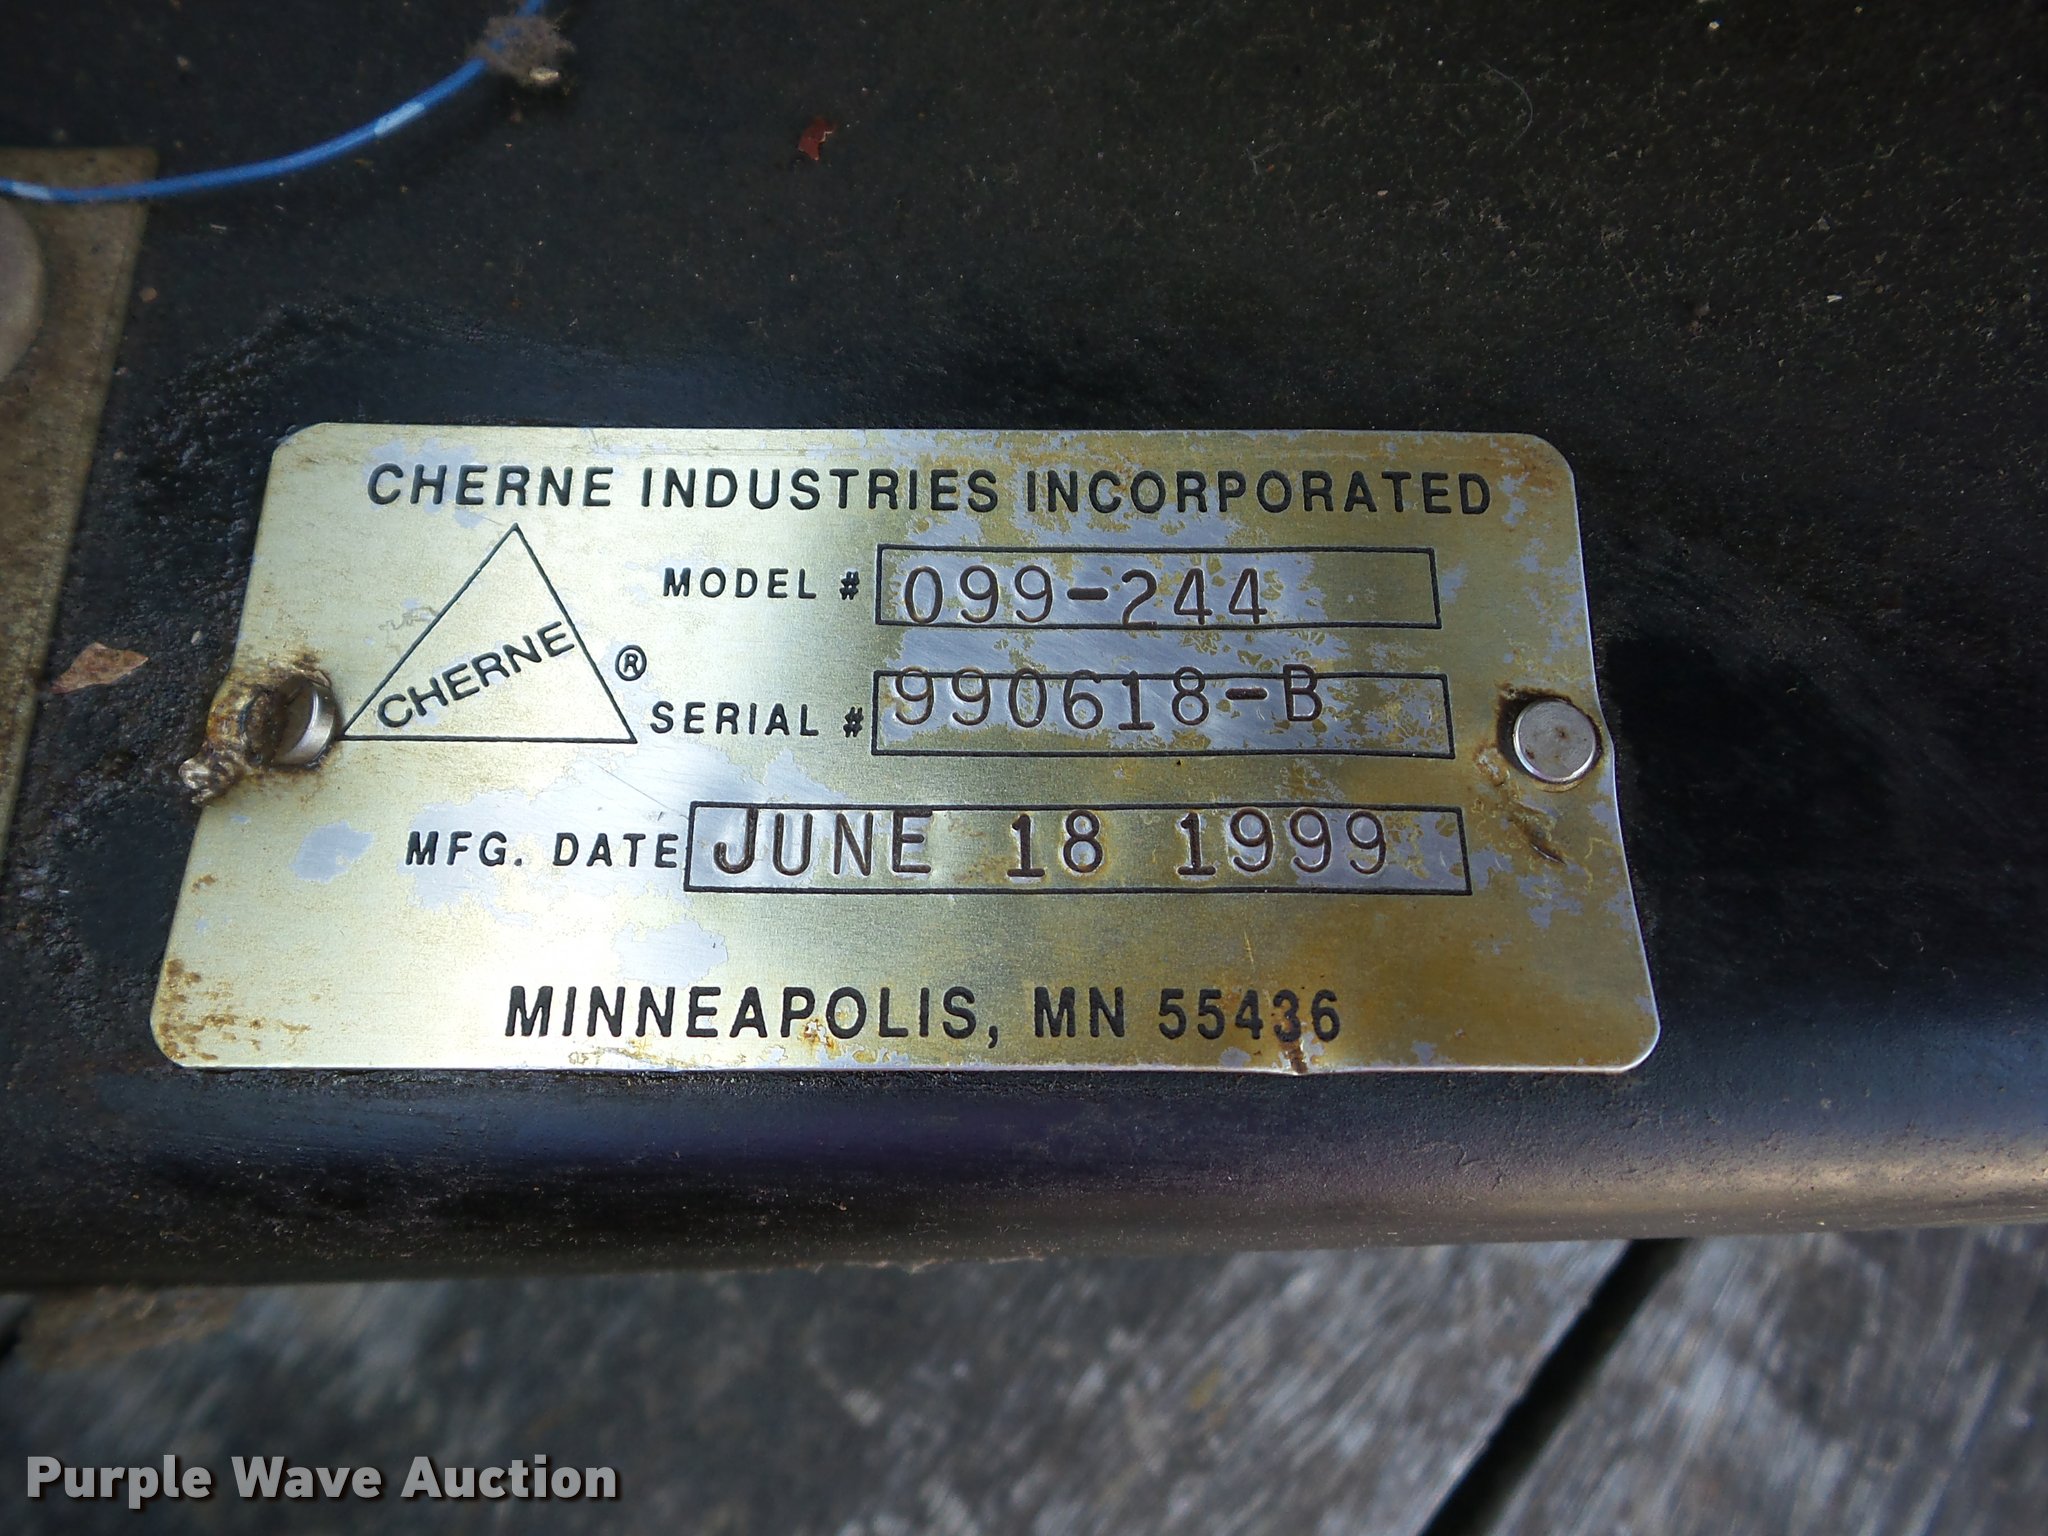 CHERNE INDUSTRIES INCORPORATED
CHERNE ®
MODEL # 099-244
SERIAL # 990618-B
MFG. DATE JUNE 18 1999
MINNEAPOLIS, MN 55436
Purple Wave Auction